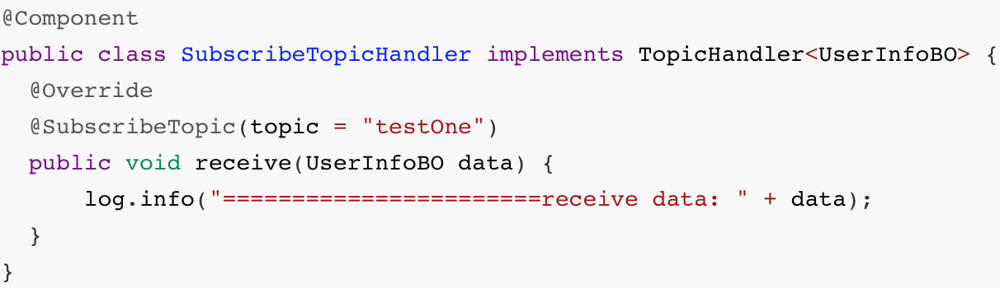 @Component
public class SubscribeTopicHandler implements TopicHandler<UserInfoBO> {
  @Override
  @SubscribeTopic(topic = "testOne")
  public void receive(UserInfoBO data) {
      log.info("=======================receive data: " + data);
  }
}